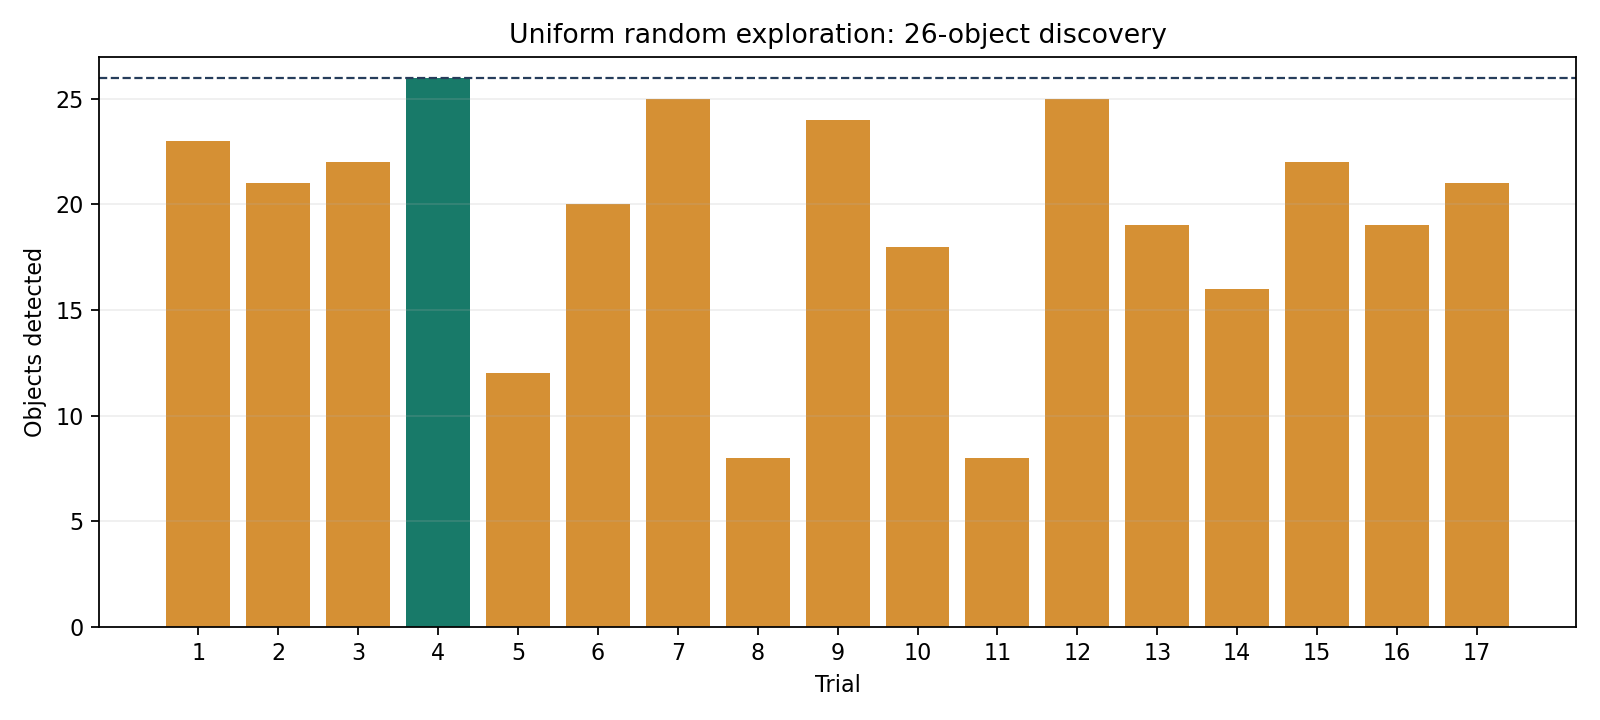 Uniform random exploration: 26-object discovery
Objects detected
25
20
15
10
5
0
1 2 3 4 5 6 7 8 9 10 11 12 13 14 15 16 17
Trial